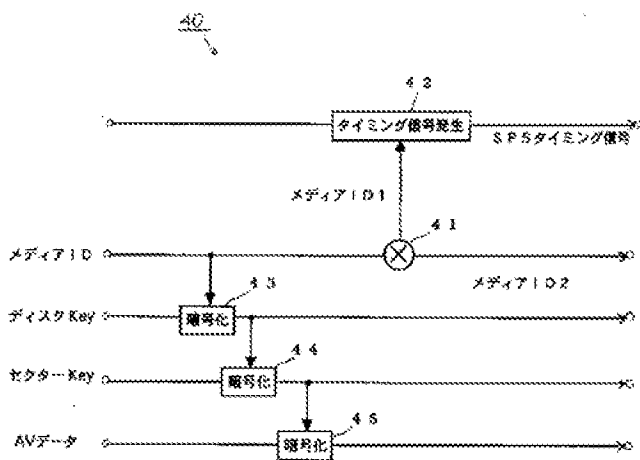 40
42
タイミング信号発生
SPSタイミング信号
メディアID1
41
メディアID
メディアID2
43
ディスクKey
暗号化
44
セクターKey
暗号化
45
AVデータ
暗号化